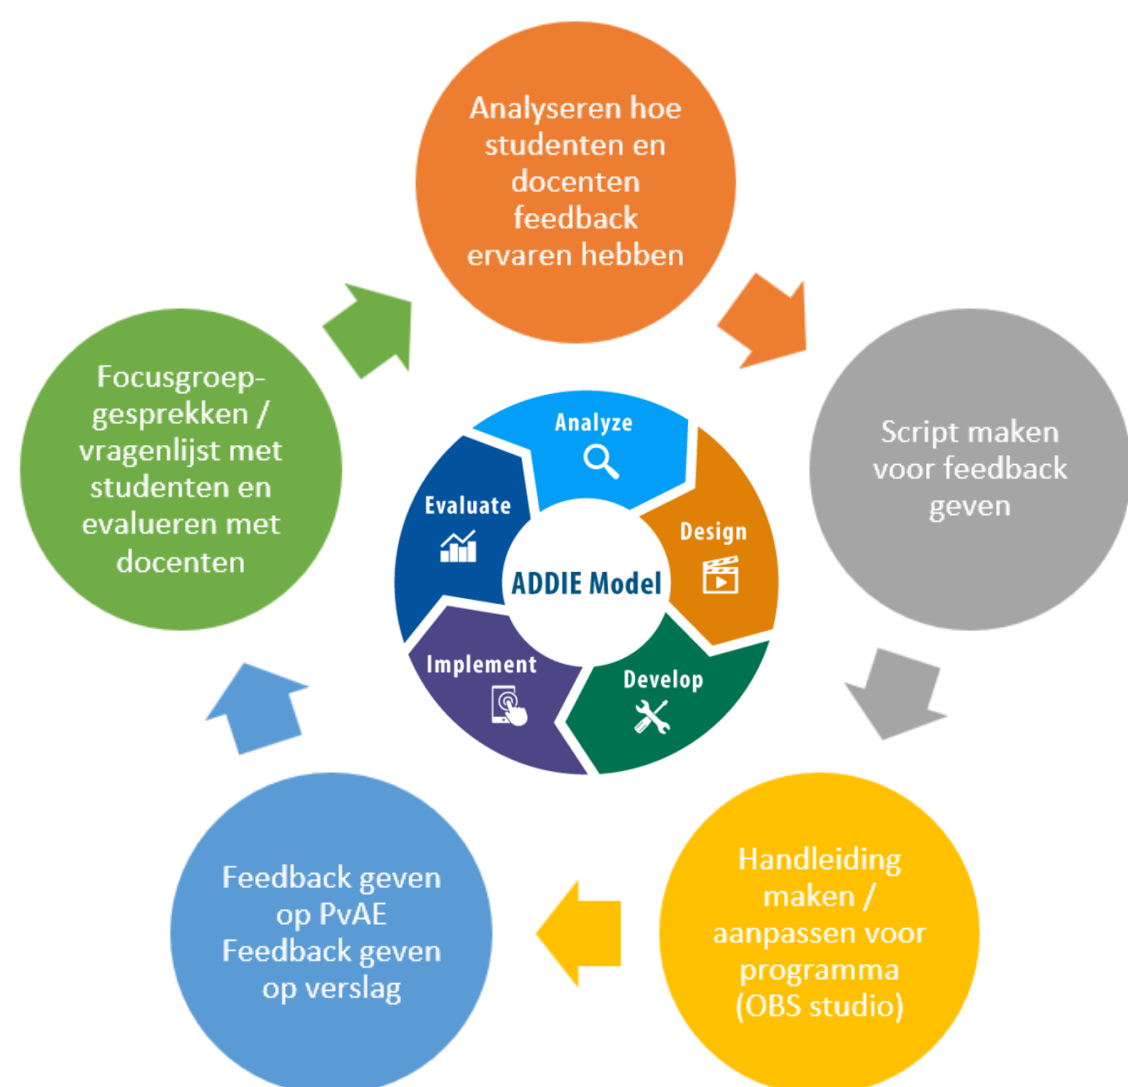 Analyseren hoe
studenten en
docenten
feedback
ervaren hebben
Script maken
voor feedback
geven
Handleiding
maken /
aanpassen voor
programma
(OBS studio)
Feedback geven
op PvAE
Feedback geven
op verslag
Focusgroep-
gesprekken /
vragenlijst met
studenten en
evalueren met
docenten
Analyze
Design
Develop
Implement
Evaluate
ADDIE Model